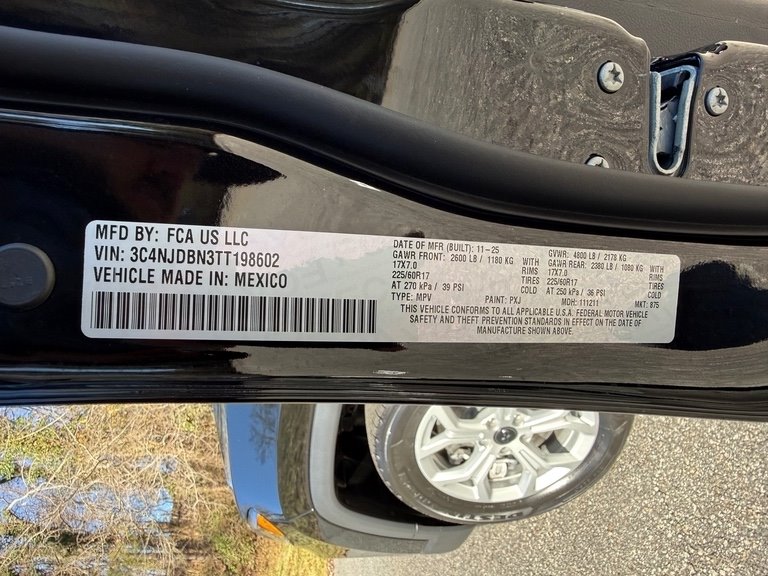 MFD BY: FCA US LLC
VIN: 3C4NJDBN3TT198602
VEHICLE MADE IN: MEXICO
DATE OF MFR (BUILT): 11-25
GAWR FRONT: 2600 LB / 1180 KG WITH
17X7.0 RIMS
225/60R17 TIRES
AT 270 kPa / 39 PSI COLD
TYPE: MPV
PAINT: PXJ
GVWR: 4800 LB / 2178 KG
GAWR REAR: 2380 LB / 1080 KG WITH
17X7.0 RIMS
225/60R17 TIRES
AT 250 kPa / 36 PSI COLD
MDH: 111211
MKT: 875
THIS VEHICLE CONFORMS TO ALL APPLICABLE U.S.A. FEDERAL MOTOR VEHICLE
SAFETY AND THEFT PREVENTION STANDARDS IN EFFECT ON THE DATE OF
MANUFACTURE SHOWN ABOVE.